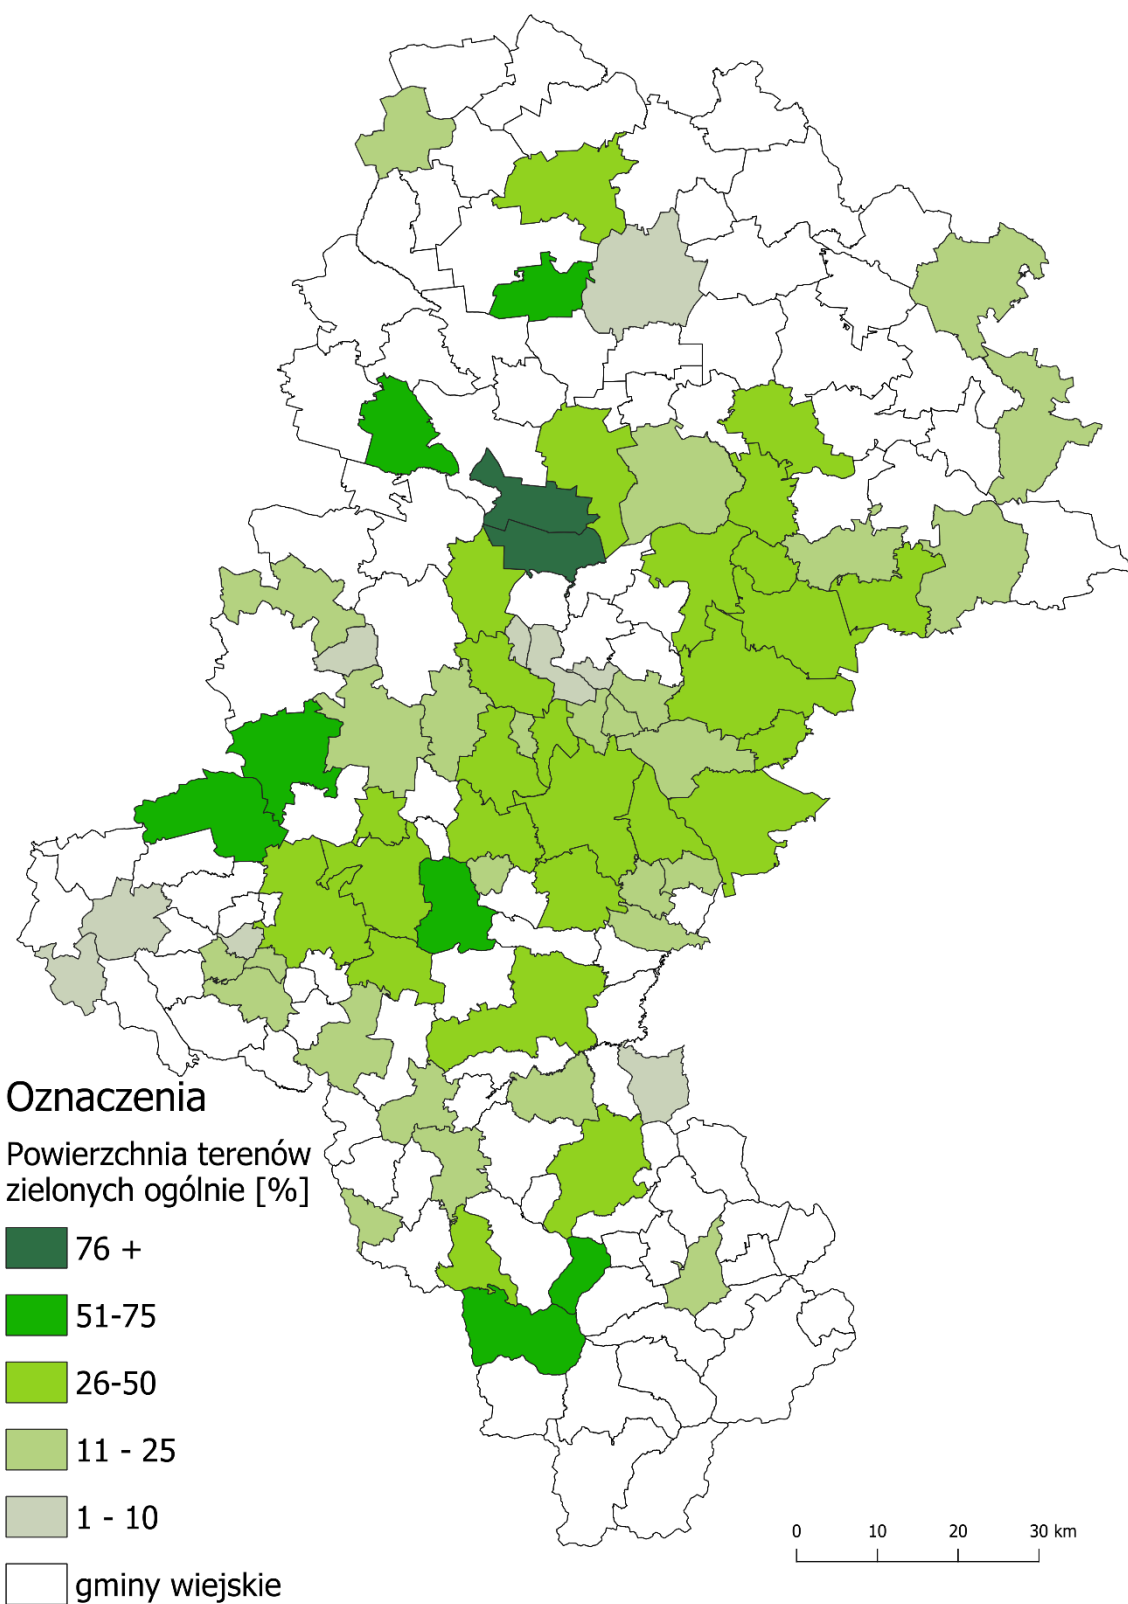 Oznaczenia
Powierzchnia terenów
zielonych ogólnie [%]
76 +
51-75
26-50
11 - 25
1 - 10
gminy wiejskie
0 10 20 30 km